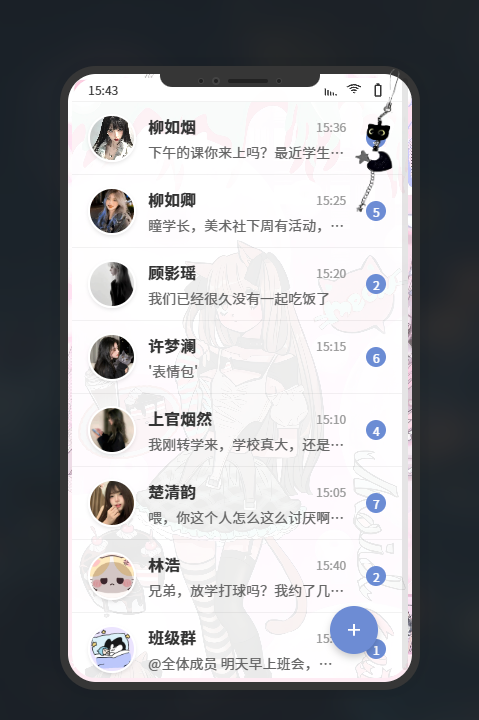 15:43
柳如烟 15:36
下午的课你来上吗？最近学生…
柳如卿 15:25
瞳学长，美术社下周有活动，…
5
顾影瑶 15:20
我们已经很久没有一起吃饭了
2
许梦澜 15:15
'表情包'
6
上官烟然 15:10
我刚转学来，学校真大，还是…
4
楚清韵 15:05
喂，你这个人怎么这么讨厌啊…
7
林浩 15:40
兄弟，放学打球吗？我约了几…
2
班级群 15:
@全体成员 明天早上班会，…
1
+